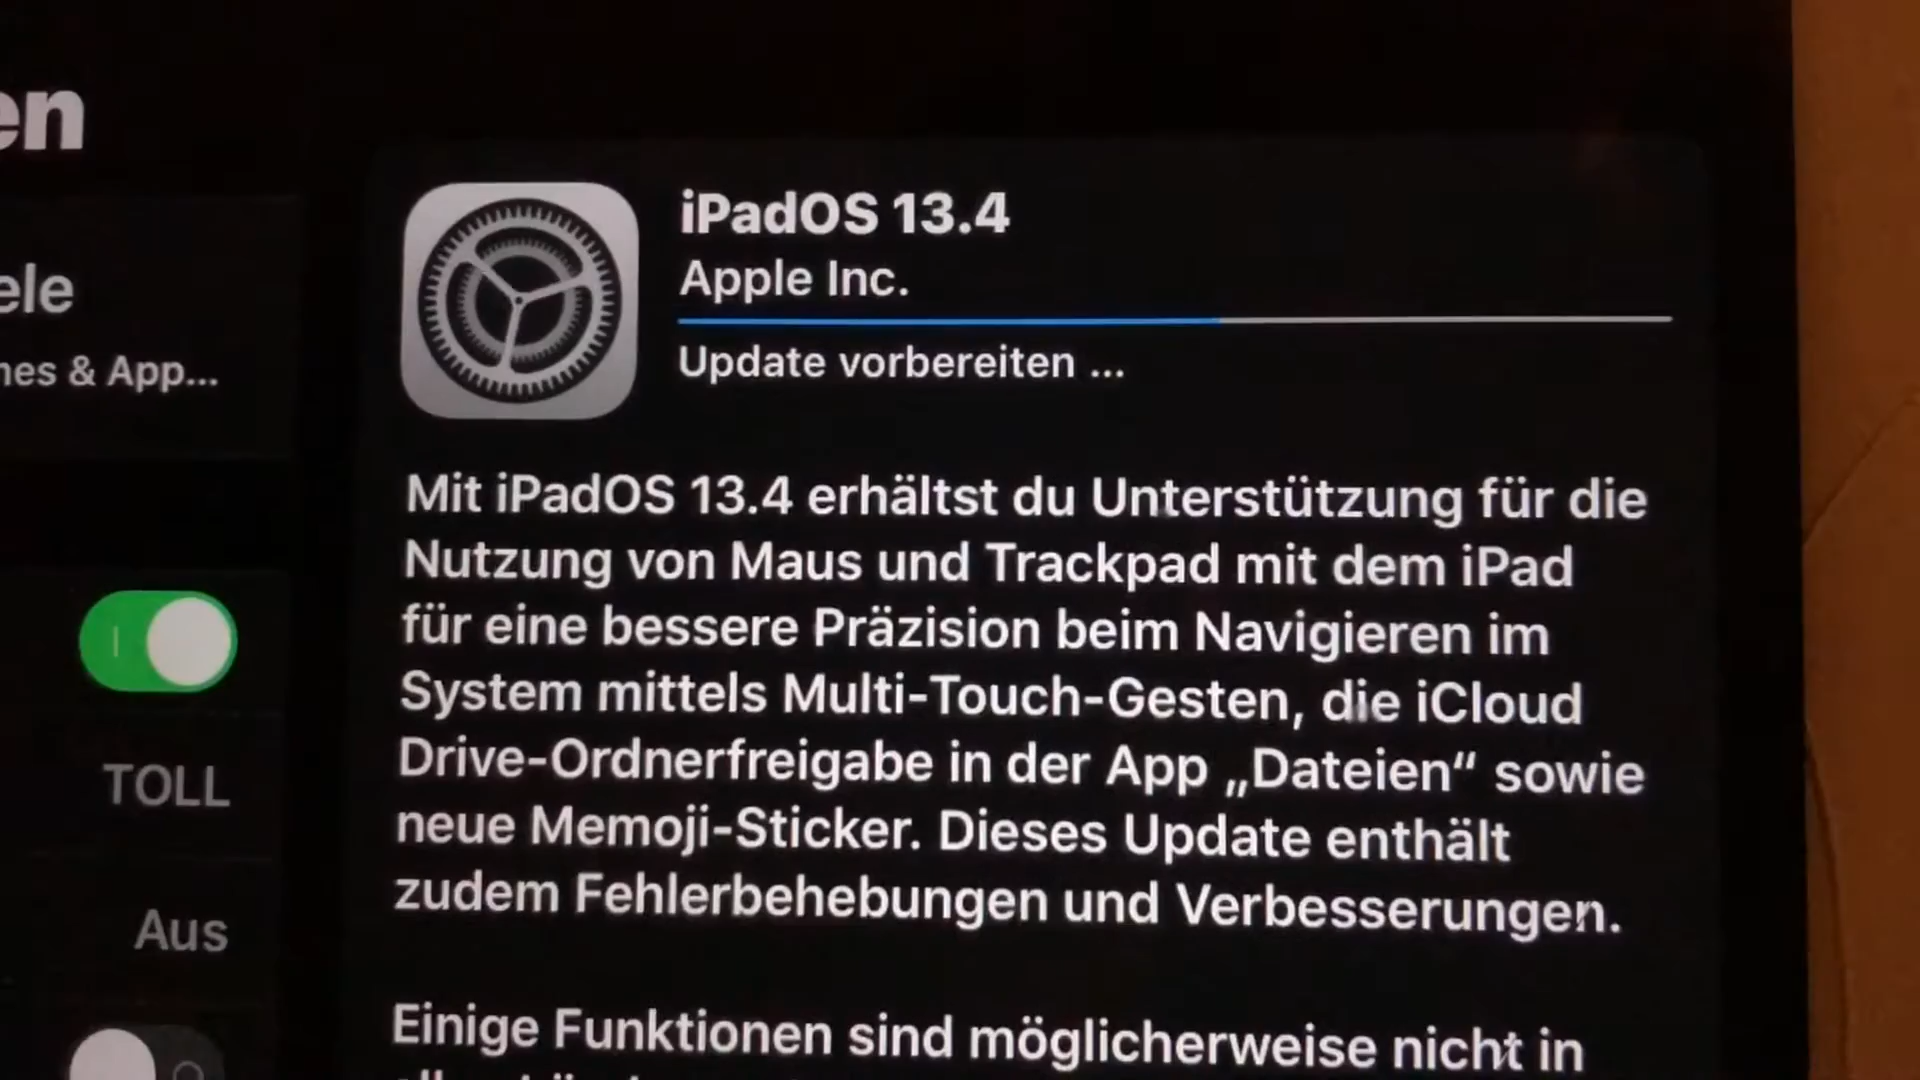 en
ele
nes & App...
TOLL
Aus
iPadOS 13.4
Apple Inc.
Update vorbereiten ...
Mit iPadOS 13.4 erhältst du Unterstützung für die
Nutzung von Maus und Trackpad mit dem iPad
für eine bessere Präzision beim Navigieren im
System mittels Multi-Touch-Gesten, die iCloud
Drive-Ordnerfreigabe in der App „Dateien“ sowie
neue Memoji-Sticker. Dieses Update enthält
zudem Fehlerbehebungen und Verbesserungen.
Einige Funktionen sind möglicherweise nicht in